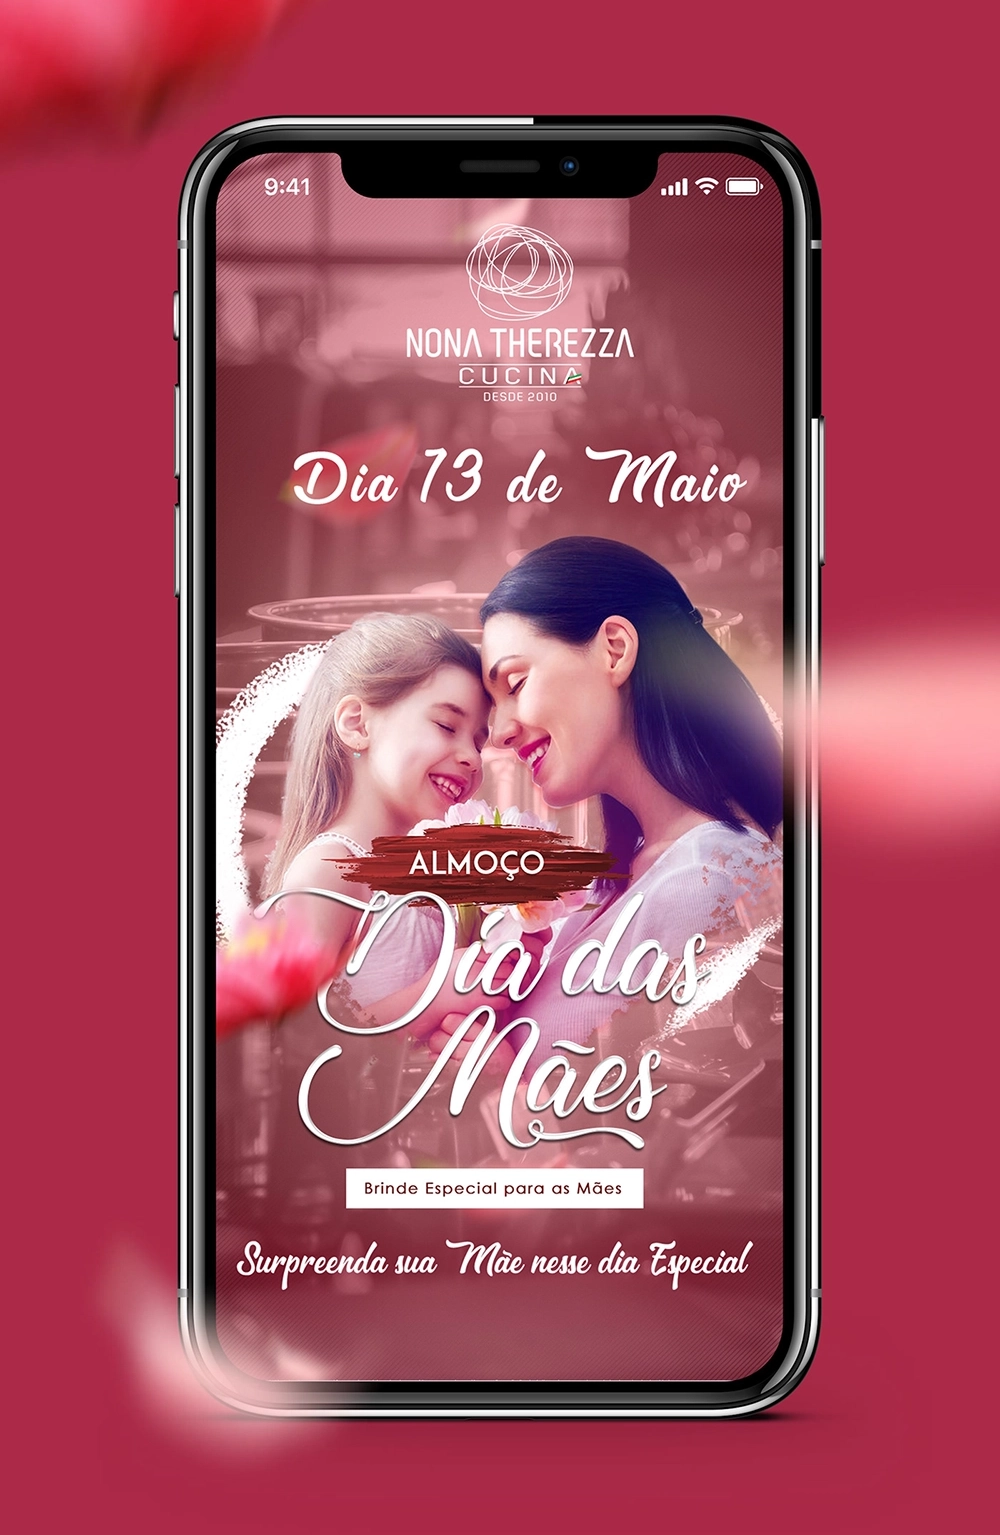 9:41
NONA THEREZZA
CUCINA
DESDE 2010
Dia 13 de Maio
ALMOÇO
Dia das
Mães
Brinde Especial para as Mães
Surpreenda sua Mãe nesse dia Especial